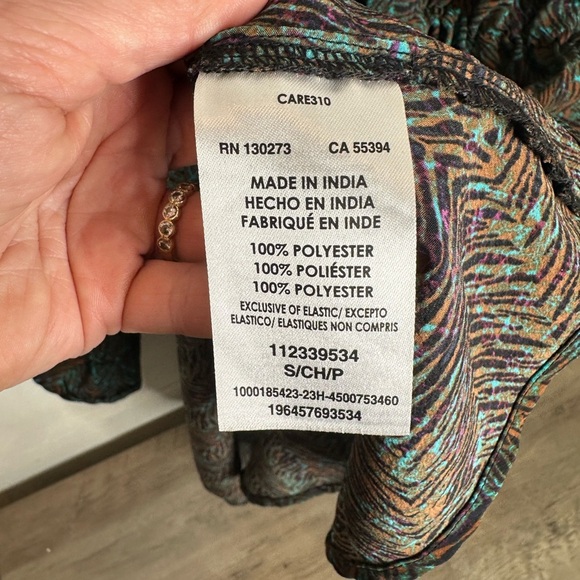 CARE310
RN 130273 CA 55394
MADE IN INDIA
HECHO EN INDIA
FABRIQUÉ EN INDE
100% POLYESTER
100% POLIÉSTER
100% POLYESTER
EXCLUSIVE OF ELASTIC/ EXCEPTO
ELASTICO/ ELASTIQUES NON COMPRIS
112339534
S/CH/P
1000185423-23H-4500753460
196457693534